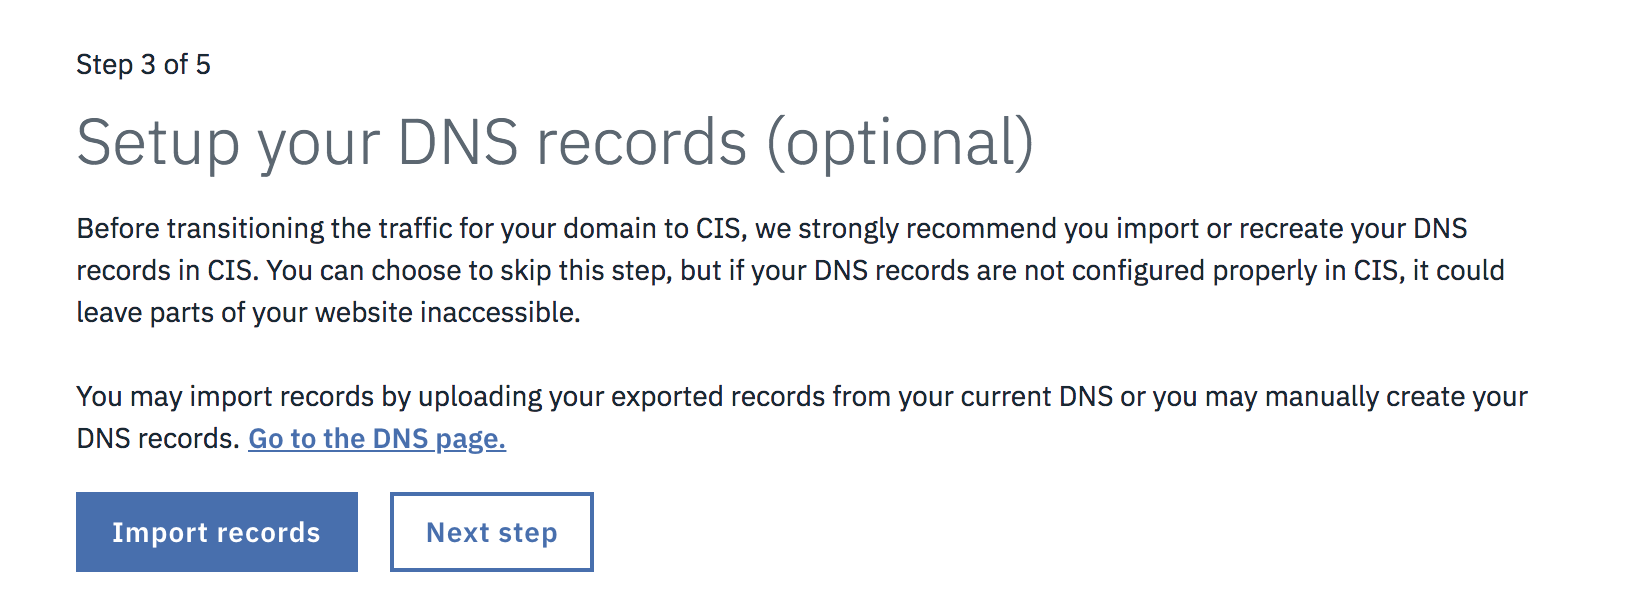 Step 3 of 5
Setup your DNS records (optional)
Before transitioning the traffic for your domain to CIS, we strongly recommend you import or recreate your DNS
records in CIS. You can choose to skip this step, but if your DNS records are not configured properly in CIS, it could
leave parts of your website inaccessible.
You may import records by uploading your exported records from your current DNS or you may manually create your
DNS records. Go to the DNS page.
Import records
Next step